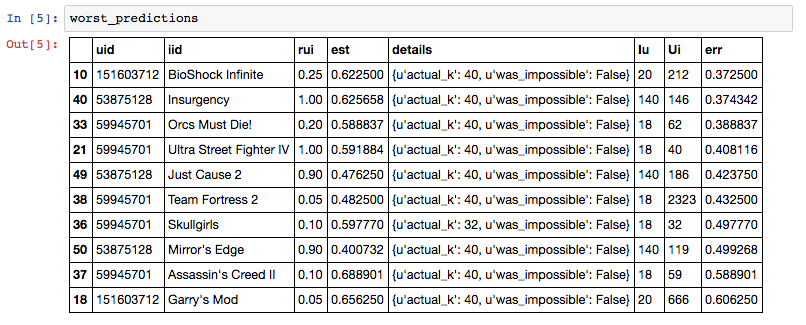 In [5]: worst_predictions
Out[5]:
uid iid rui est details Iu Ui err
10 151603712 BioShock Infinite 0.25 0.622500 {u'actual_k': 40, u'was_impossible': False} 20 212 0.372500
40 53875128 Insurgency 1.00 0.625658 {u'actual_k': 40, u'was_impossible': False} 140 146 0.374342
33 59945701 Orcs Must Die! 0.20 0.588837 {u'actual_k': 40, u'was_impossible': False} 18 62 0.388837
21 59945701 Ultra Street Fighter IV 1.00 0.591884 {u'actual_k': 40, u'was_impossible': False} 18 40 0.408116
49 53875128 Just Cause 2 0.90 0.476250 {u'actual_k': 40, u'was_impossible': False} 140 186 0.423750
38 59945701 Team Fortress 2 0.05 0.482500 {u'actual_k': 40, u'was_impossible': False} 18 2323 0.432500
36 59945701 Skullgirls 0.10 0.597770 {u'actual_k': 32, u'was_impossible': False} 18 32 0.497770
50 53875128 Mirror's Edge 0.90 0.400732 {u'actual_k': 40, u'was_impossible': False} 140 119 0.499268
37 59945701 Assassin's Creed II 0.10 0.688901 {u'actual_k': 40, u'was_impossible': False} 18 59 0.588901
18 151603712 Garry's Mod 0.05 0.656250 {u'actual_k': 40, u'was_impossible': False} 20 666 0.606250